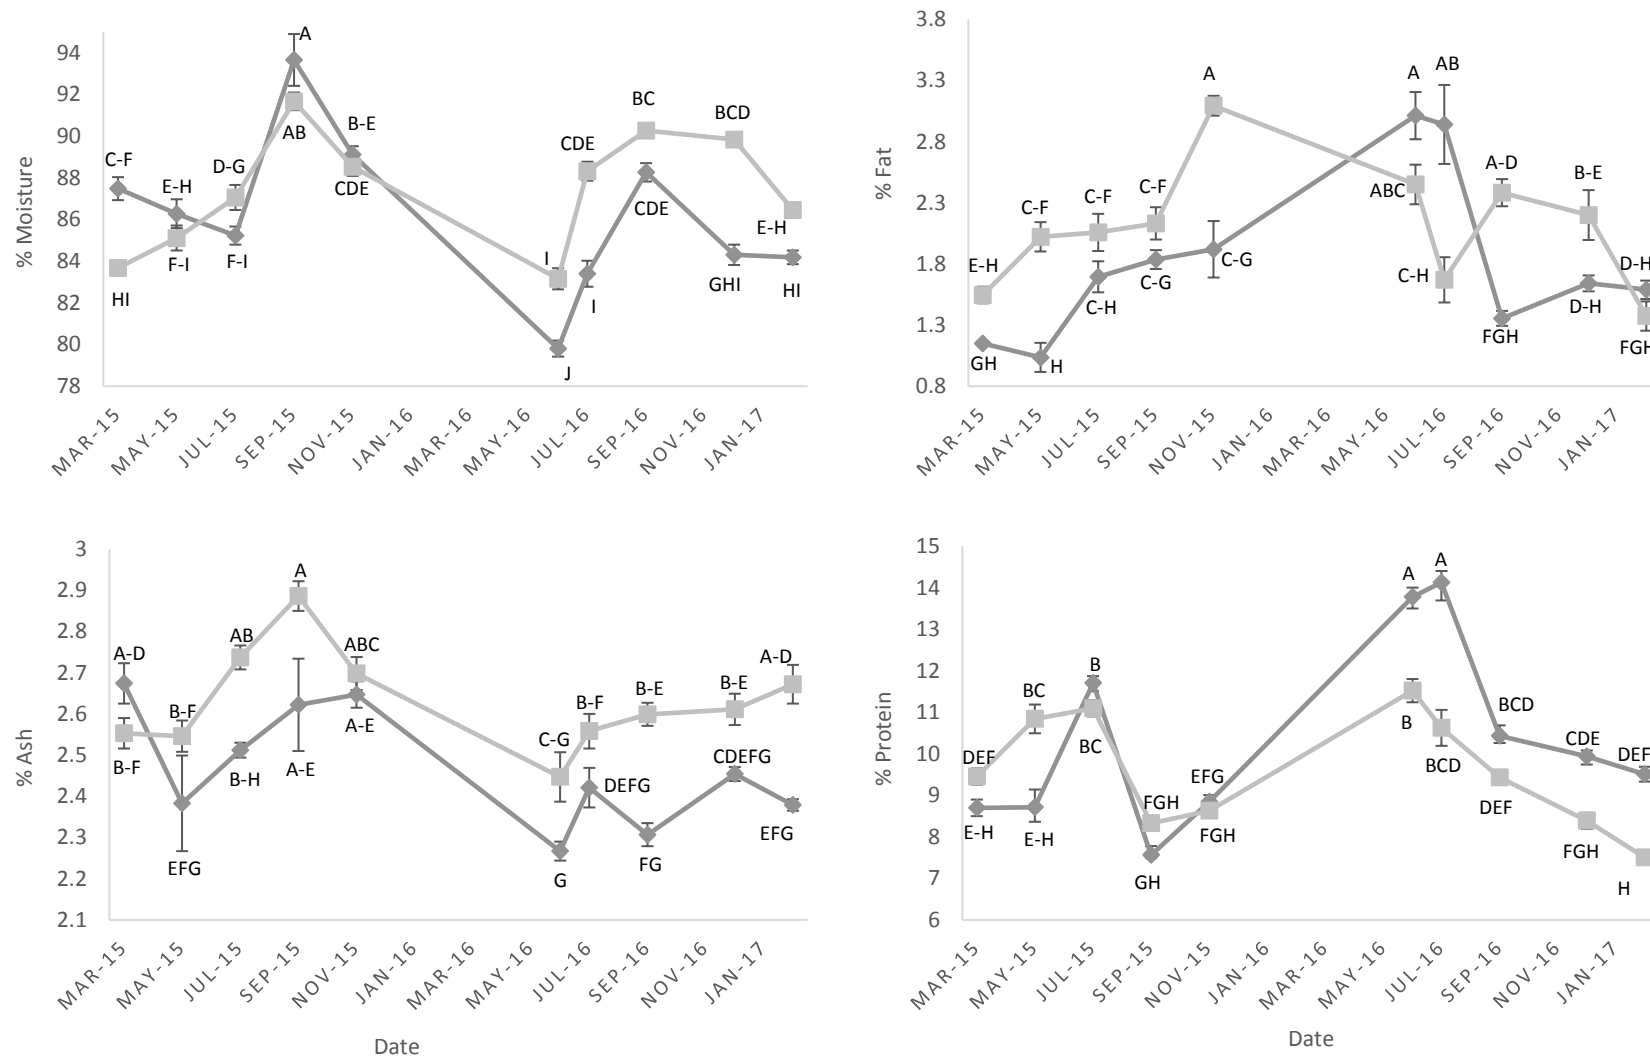 % Moisture
94
92
90
88
86
84
82
80
78
C-F
E-H
D-G
A
B-E
HI
F-I
F-I
AB
CDE
I
CDE
BC
BCD
E-H
J
I
CDE
GHI
HI
MAR-15
MAY-15
JUL-15
SEP-15
NOV-15
JAN-16
MAR-16
MAY-16
JUL-16
SEP-16
NOV-16
JAN-17
% Fat
3.8
3.3
2.8
2.3
1.8
1.3
0.8
E-H
C-F
C-F
C-F
A
A
AB
A-D
B-E
D-H
GH
H
C-H
C-G
C-G
ABC
C-H
FGH
D-H
FGH
MAR-15
MAY-15
JUL-15
SEP-15
NOV-15
JAN-16
MAR-16
MAY-16
JUL-16
SEP-16
NOV-16
JAN-17
% Ash
3
2.9
2.8
2.7
2.6
2.5
2.4
2.3
2.2
2.1
A-D
B-F
AB
A
ABC
B-F
EFG
B-H
A-E
A-E
C-G
B-F
B-E
B-E
A-D
G
DEFG
FG
CDEFG
EFG
MAR-15
MAY-15
JUL-15
SEP-15
NOV-15
JAN-16
MAR-16
MAY-16
JUL-16
SEP-16
NOV-16
JAN-17
Date
% Protein
15
14
13
12
11
10
9
8
7
6
DEF
BC
B
FGH
EFG
E-H
E-H
BC
GH
FGH
A
A
BCD
CDE
DEF
B
BCD
DEF
FGH
H
MAR-15
MAY-15
JUL-15
SEP-15
NOV-15
JAN-16
MAR-16
MAY-16
JUL-16
SEP-16
NOV-16
JAN-17
Date